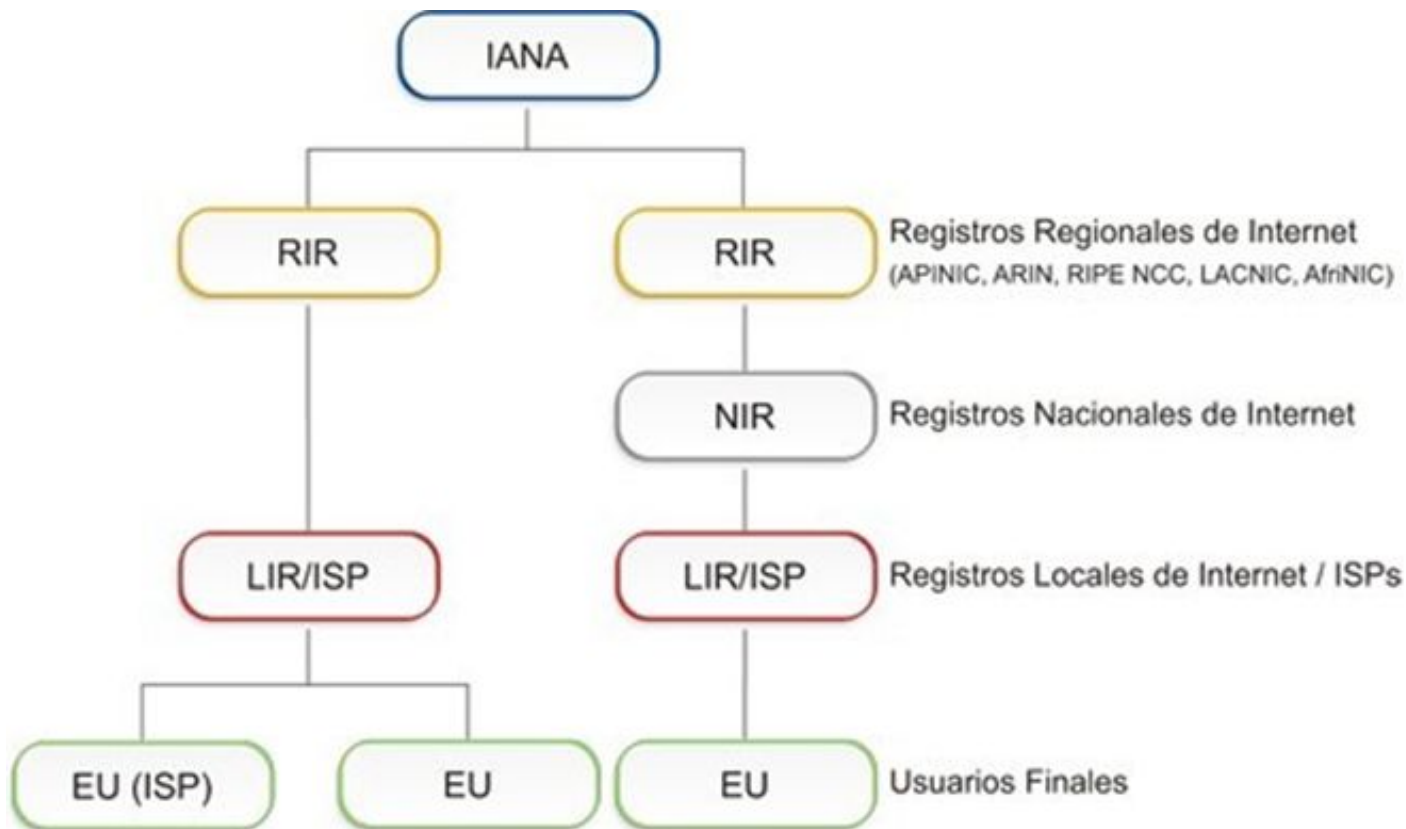 IANA
RIR
RIR
Registros Regionales de Internet
(APINIC, ARIN, RIPE NCC, LACNIC, AfriNIC)
NIR
Registros Nacionales de Internet
LIR/ISP
LIR/ISP
Registros Locales de Internet / ISPs
EU (ISP)
EU
EU
Usuarios Finales